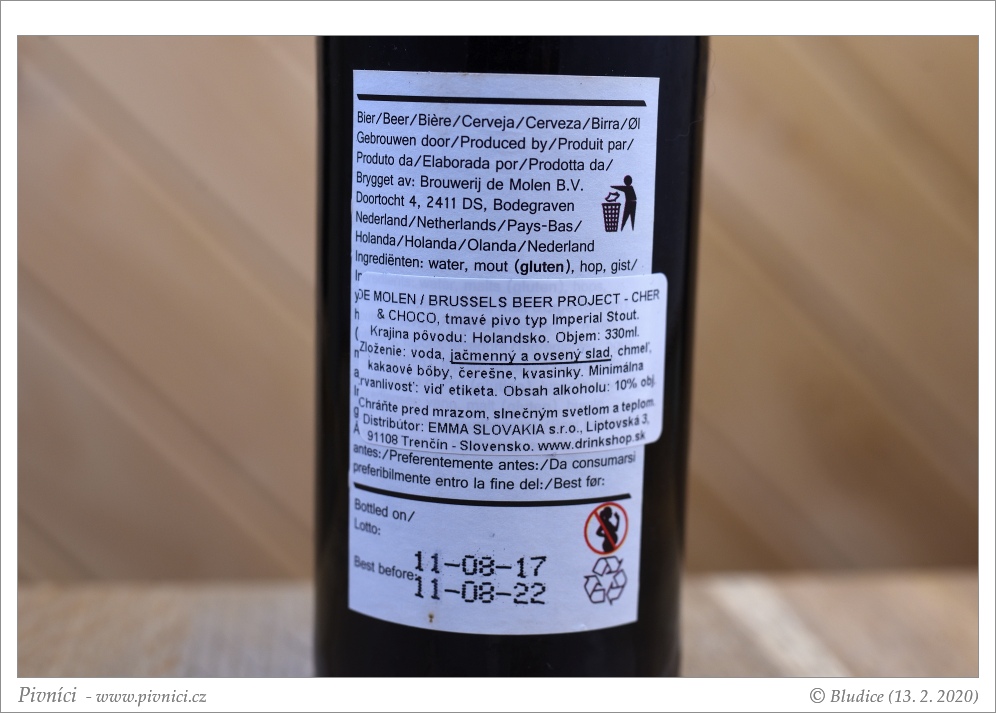 Bier/Beer/Bière/Cerveja/Cerveza/Birra/Øl
Gebrouwen door/Produced by/Produit par/
Produto da/Elaborada por/Prodotta da/
Brygget av: Brouwerij de Molen B.V.
Doortocht 4, 2411 DS, Bodegraven
Nederland/Netherlands/Pays-Bas/
Holanda/Holanda/Olanda/Nederland
Ingrediënten: water, mout (gluten), hop, gist/
DE MOLEN / BRUSSELS BEER PROJECT - CHER
& CHOCO, tmavé pivo typ Imperial Stout.
Krajina pôvodu: Holandsko. Objem: 330ml.
Zloženie: voda, jačmenný a ovsený slad, chmeľ,
kakaové bôby, čerešne, kvasinky. Minimálna
rvanlivosť: viď etiketa. Obsah alkoholu: 10% obj.
Chráňte pred mrazom, slnečným svetlom a teplom.
Distribútor: EMMA SLOVAKIA s.r.o., Liptovská 3,
91108 Trenčín - Slovensko. www.drinkshop.sk
antes:/Preferentemente antes:/Da consumarsi
preferibilmente entro la fine del:/Best før:
Bottled on/
Lotto:
11-08-17
Best before:
11-08-22
Pivníci - www.pivnici.cz
© Bludice (13. 2. 2020)